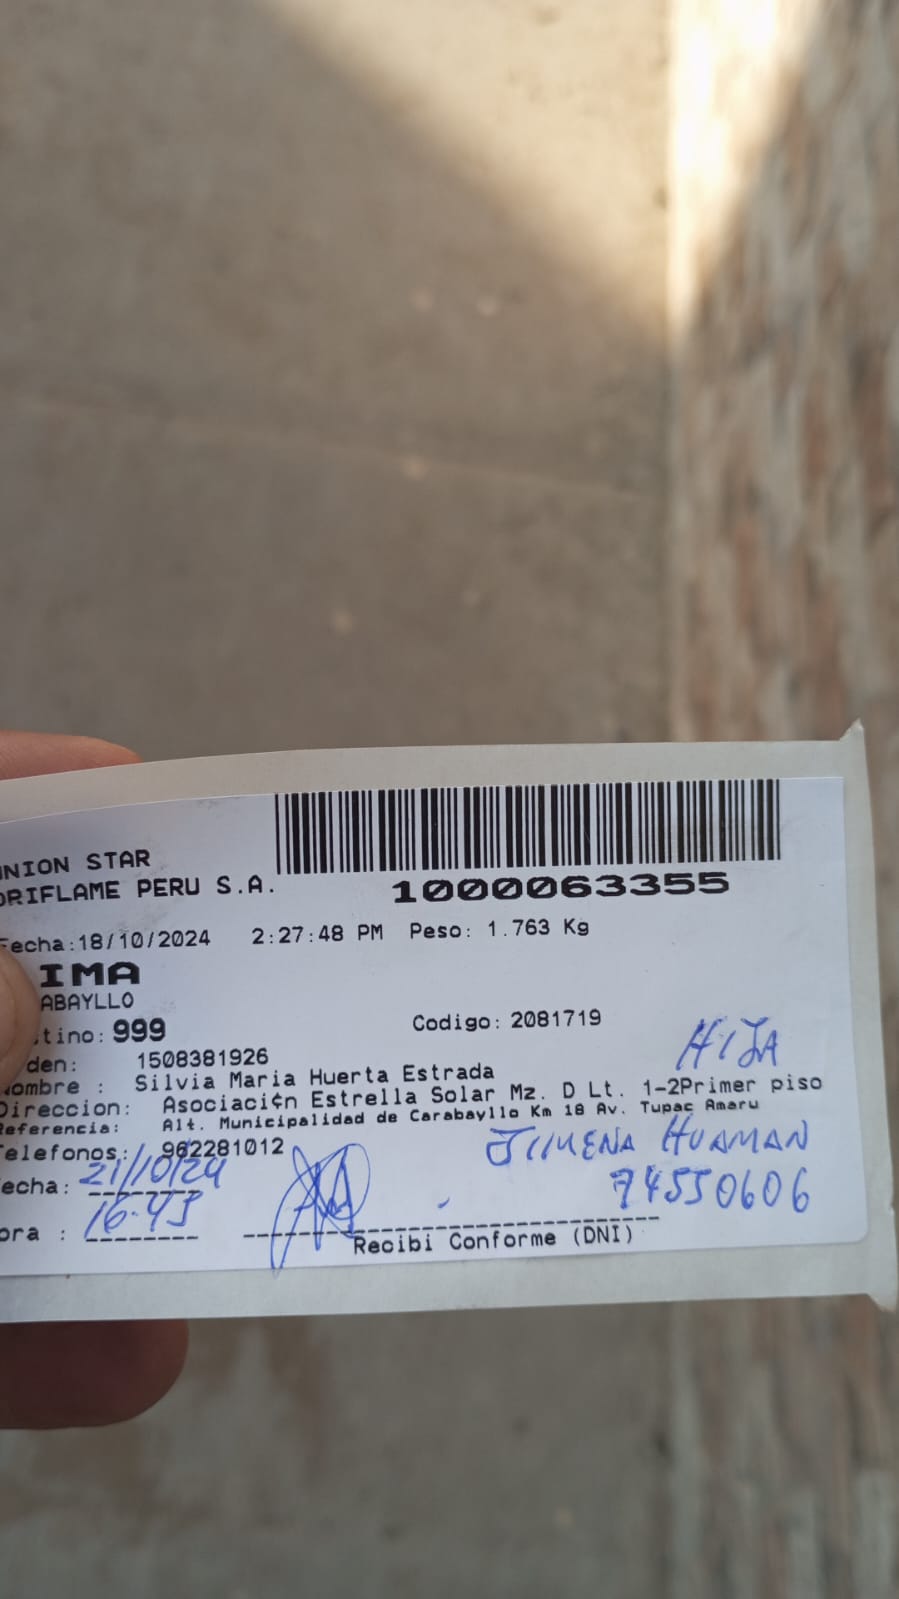 UNION STAR
ORIFLAME PERU S.A.
1000063355
Fecha:18/10/2024 2:27:48 PM Peso: 1.763 Kg
IMA
ABAYLLO
tino: 999 Codigo: 2081719
den: 1508381926
HIJA
Nombre : Silvia Maria Huerta Estrada
Direccion: Asociaci¢n Estrella Solar Mz. D Lt. 1-2Primer piso
Referencia: Alt. Municipalidad de Carabayllo Km 18 Av. Tupac Amaru
Telefonos: 962281012
JIMENA HUAMAN
echa: 21/10/24
74550606
ora : 16:45
Recibi Conforme (DNI)